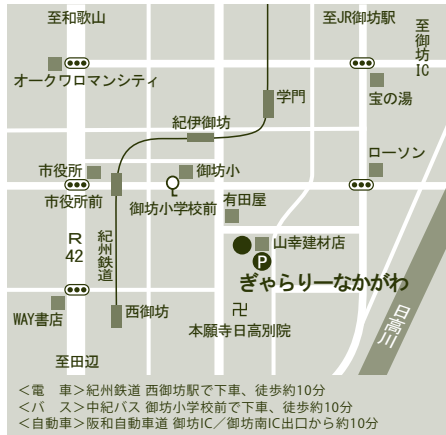 至和歌山
至JR御坊駅
至御坊IC
オークワロマンシティ
学門
宝の湯
紀伊御坊
市役所
御坊小
ローソン
市役所前
御坊小学校前
有田屋
R
42
紀州鉄道
山幸建材店
P
ぎゃらりーなかがわ
日高川
WAY書店
西御坊
卍
本願寺日高別院
至田辺
＜電　車＞紀州鉄道 西御坊駅で下車、徒歩約10分
＜バ　ス＞中紀バス 御坊小学校前で下車、徒歩約10分
＜自動車＞阪和自動車道 御坊IC／御坊南IC出口から約10分